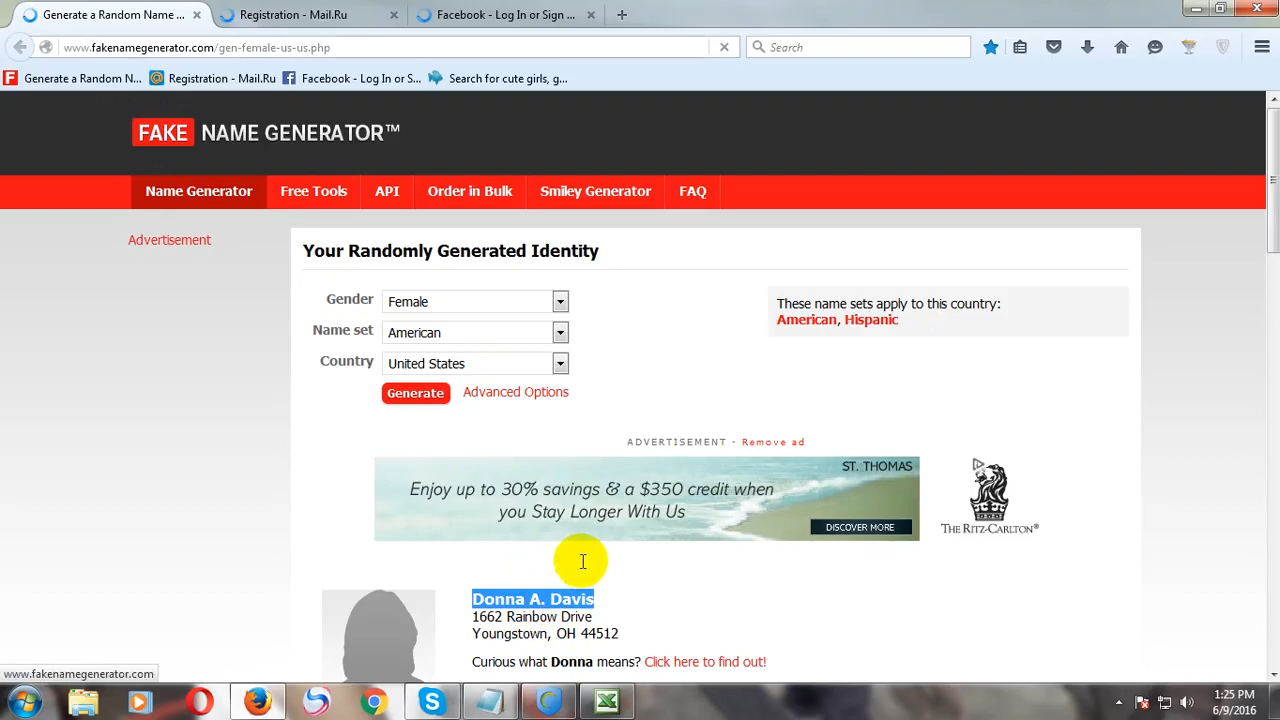 Generate a Random Name ...
Registration - Mail.Ru
Facebook - Log In or Sign ...
www.fakenamegenerator.com/gen-female-us-us.php
Search
Generate a Random N...
Registration - Mail.Ru
Facebook - Log In or S...
Search for cute girls, g...
FAKE NAME GENERATOR™
Name Generator
Free Tools
API
Order in Bulk
Smiley Generator
FAQ
Advertisement
Your Randomly Generated Identity
Gender Female
Name set American
Country United States
Generate Advanced Options
These name sets apply to this country:
American, Hispanic
ADVERTISEMENT - Remove ad
Enjoy up to 30% savings & a $350 credit when
you Stay Longer With Us
ST. THOMAS
DISCOVER MORE
THE RITZ-CARLTON®
Donna A. Davis
1662 Rainbow Drive
Youngstown, OH 44512
Curious what Donna means? Click here to find out!
www.fakenamegenerator.com
1:25 PM
6/9/2016